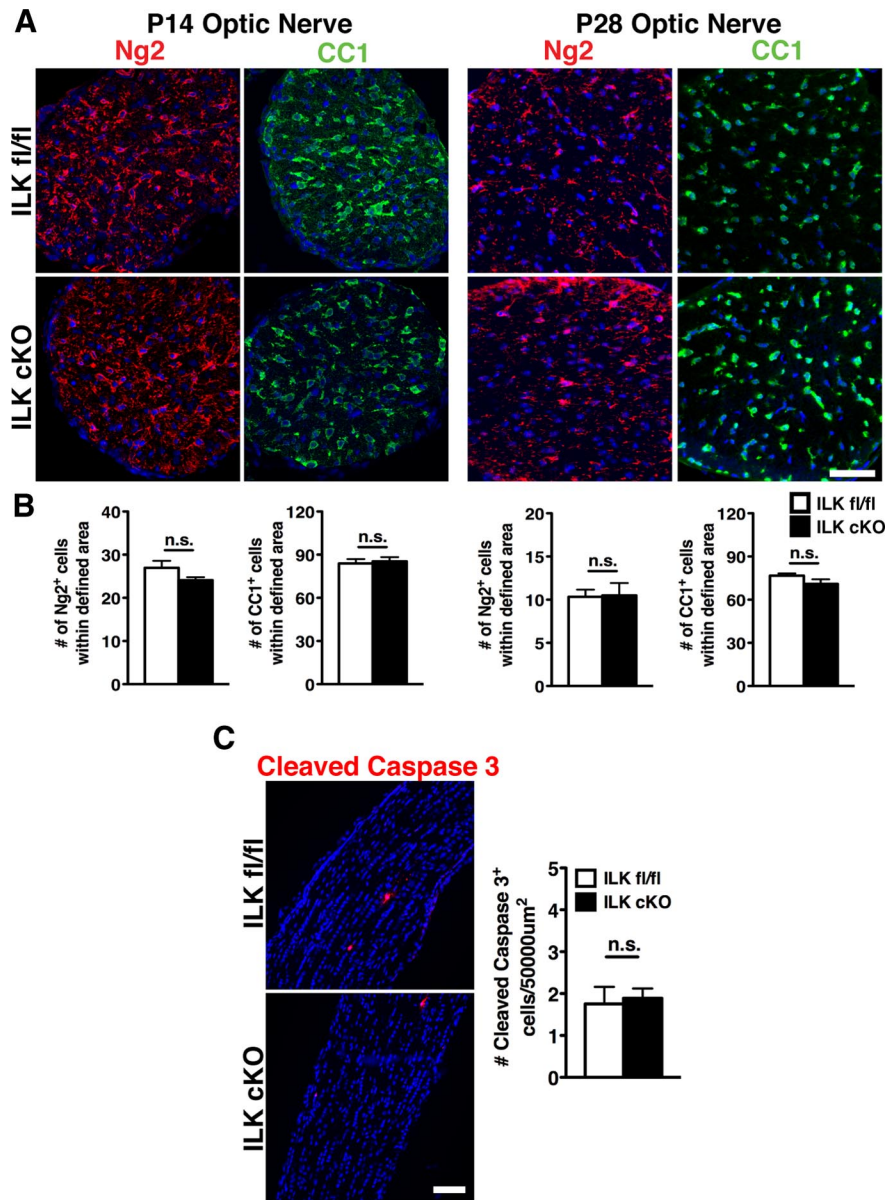 A
P14 Optic Nerve
P28 Optic Nerve
Ng2
CC1
Ng2
CC1
ILK fl/fl
ILK cKO
B
# of Ng2+ cells
within defined area
40
30
20
10
0
n.s.
# of CC1+ cells
within defined area
120
90
60
30
0
n.s.
# of Ng2+ cells
within defined area
20
15
10
5
0
n.s.
# of CC1+ cells
within defined area
120
90
60
30
0
n.s.
ILK fl/fl
ILK cKO
C
Cleaved Caspase 3
ILK fl/fl
ILK cKO
# Cleaved Caspase 3+
cells/50000um2
5
4
3
2
1
0
n.s.
ILK fl/fl
ILK cKO